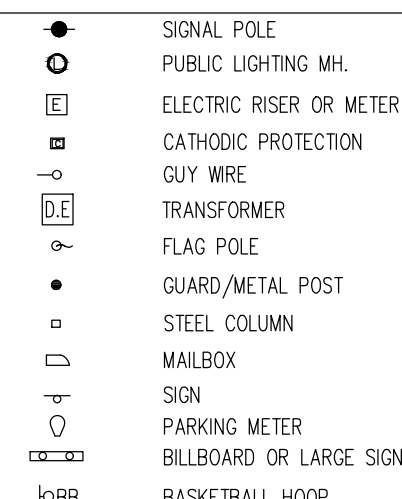 SIGNAL POLE
L PUBLIC LIGHTING MH.
E ELECTRIC RISER OR METER
C CATHODIC PROTECTION
GUY WIRE
D.E TRANSFORMER
FLAG POLE
GUARD/METAL POST
STEEL COLUMN
MAILBOX
SIGN
PARKING METER
BILLBOARD OR LARGE SIGN
BB BASKETBALL HOOP